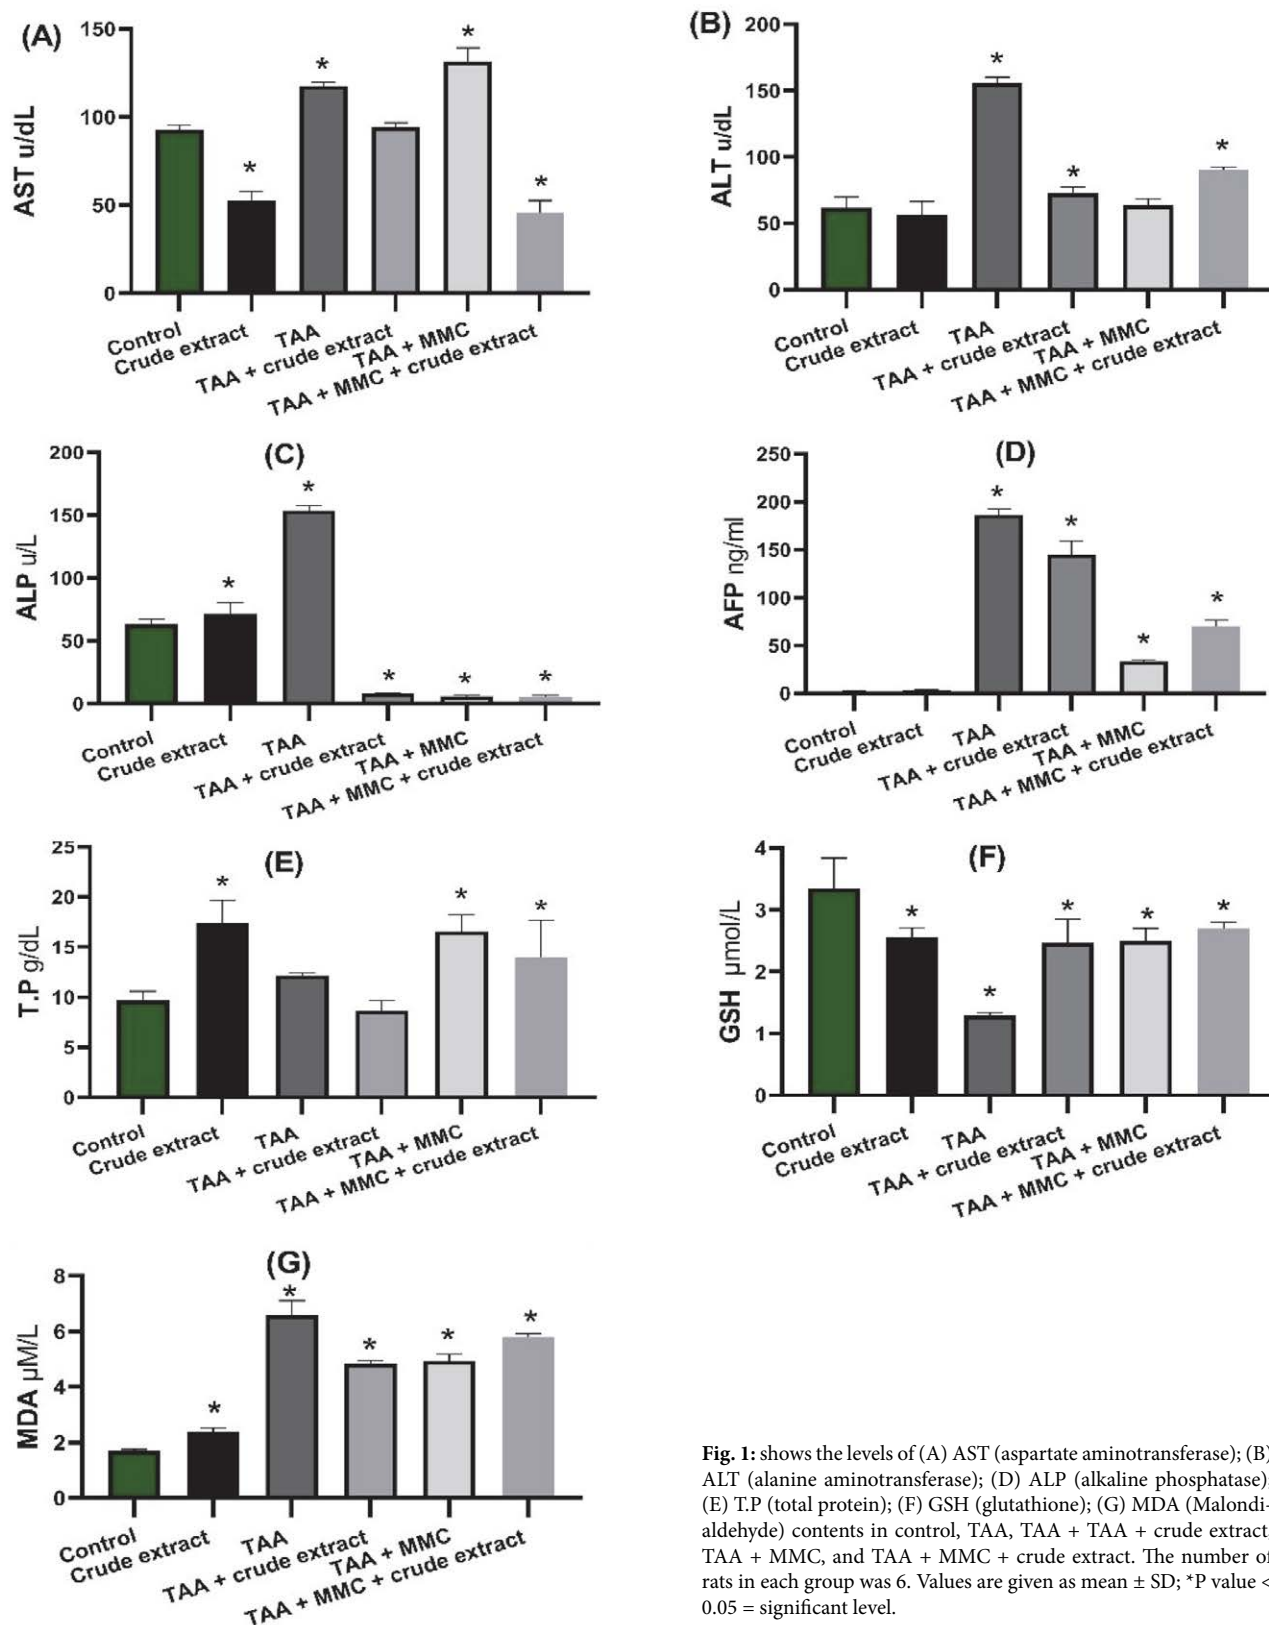 (A)
AST u/dL
150
100
50
0
*
*
*
*
Control
Crude extract
TAA
TAA + crude extract
TAA + MMC
TAA + MMC + crude extract
(B)
ALT u/dL
200
150
100
50
0
*
*
*
Control
Crude extract
TAA
TAA + crude extract
TAA + MMC
TAA + MMC + crude extract
(C)
ALP u/L
200
150
100
50
0
*
*
*
*
*
Control
Crude extract
TAA
TAA + crude extract
TAA + MMC
TAA + MMC + crude extract
(D)
AFP ng/ml
250
200
150
100
50
0
*
*
*
*
Control
Crude extract
TAA
TAA + crude extract
TAA + MMC
TAA + MMC + crude extract
(E)
T.P g/dL
25
20
15
10
5
0
*
*
*
Control
Crude extract
TAA
TAA + crude extract
TAA + MMC
TAA + MMC + crude extract
(F)
GSH µmol/L
4
3
2
1
0
*
*
*
*
*
Control
Crude extract
TAA
TAA + crude extract
TAA + MMC
TAA + MMC + crude extract
(G)
MDA µM/L
8
6
4
2
0
*
*
*
*
*
Control
Crude extract
TAA
TAA + crude extract
TAA + MMC
TAA + MMC + crude extract
Fig. 1: shows the levels of (A) AST (aspartate aminotransferase); (B)
ALT (alanine aminotransferase); (D) ALP (alkaline phosphatase);
(E) T.P (total protein); (F) GSH (glutathione); (G) MDA (Malondi-
aldehyde) contents in control, TAA, TAA + TAA + crude extract,
TAA + MMC, and TAA + MMC + crude extract. The number of
rats in each group was 6. Values are given as mean ± SD; *P value <
0.05 = significant level.